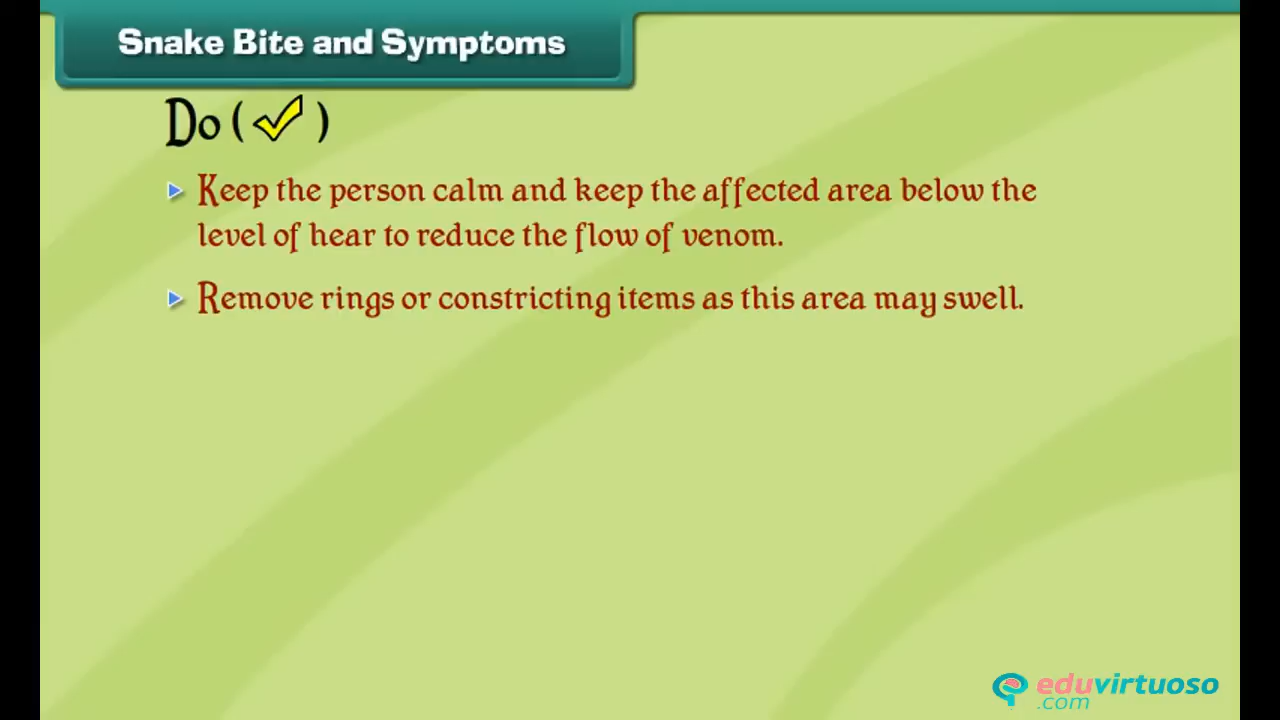 Snake Bite and Symptoms
Do ( ✓ )
Keep the person calm and keep the affected area below the
level of hear to reduce the flow of venom.
Remove rings or constricting items as this area may swell.
eduvirtuoso
.com